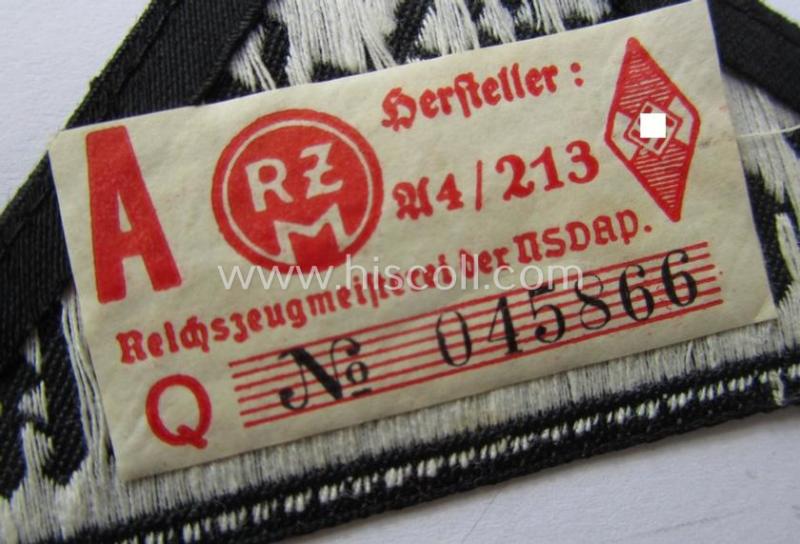 A
RZM
Hersteller:
A4/213
Reichszeugmeisterei der NSDAP.
www.hiscoll.com
Q
No 045866